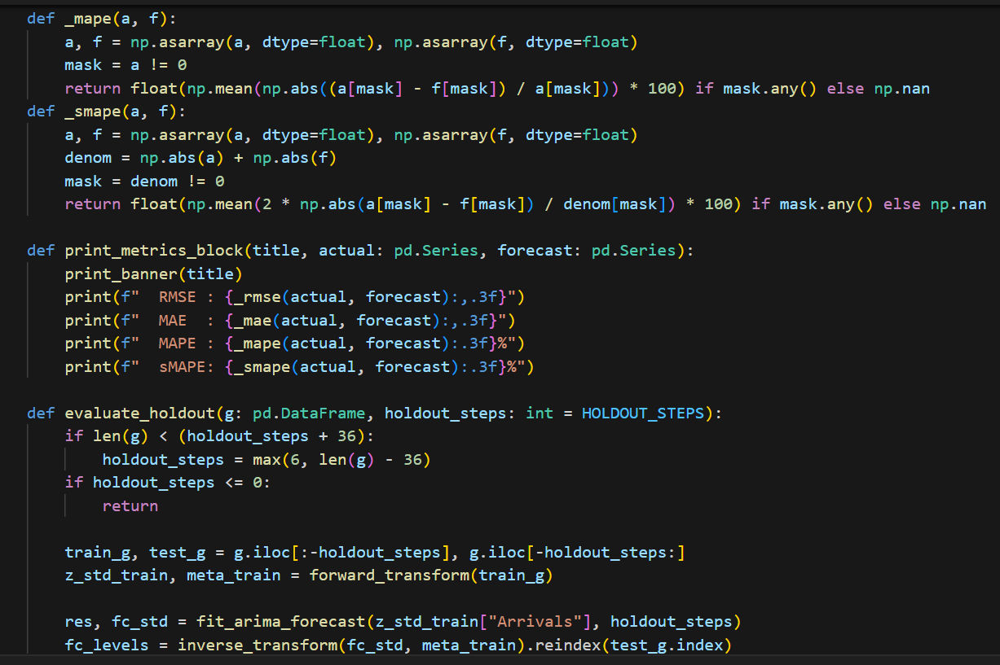 def _mape(a, f):
    a, f = np.asarray(a, dtype=float), np.asarray(f, dtype=float)
    mask = a != 0
    return float(np.mean(np.abs((a[mask] - f[mask]) / a[mask])) * 100) if mask.any() else np.nan
def _smape(a, f):
    a, f = np.asarray(a, dtype=float), np.asarray(f, dtype=float)
    denom = np.abs(a) + np.abs(f)
    mask = denom != 0
    return float(np.mean(2 * np.abs(a[mask] - f[mask]) / denom[mask]) * 100) if mask.any() else np.nan

def print_metrics_block(title, actual: pd.Series, forecast: pd.Series):
    print_banner(title)
    print(f"  RMSE : {_rmse(actual, forecast):,.3f}")
    print(f"  MAE  : {_mae(actual, forecast):,.3f}")
    print(f"  MAPE : {_mape(actual, forecast):.3f}%")
    print(f"  sMAPE: {_smape(actual, forecast):.3f}%")

def evaluate_holdout(g: pd.DataFrame, holdout_steps: int = HOLDOUT_STEPS):
    if len(g) < (holdout_steps + 36):
        holdout_steps = max(6, len(g) - 36)
    if holdout_steps <= 0:
        return

    train_g, test_g = g.iloc[:-holdout_steps], g.iloc[-holdout_steps:]
    z_std_train, meta_train = forward_transform(train_g)

    res, fc_std = fit_arima_forecast(z_std_train["Arrivals"], holdout_steps)
    fc_levels = inverse_transform(fc_std, meta_train).reindex(test_g.index)